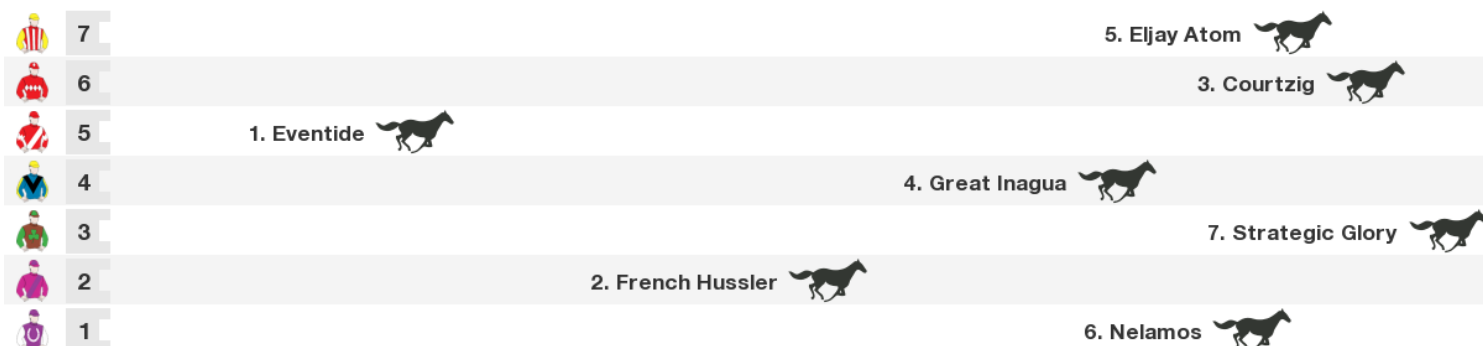 7 5. Eljay Atom
6 3. Courtzig
5 1. Eventide
4 4. Great Inagua
3 7. Strategic Glory
2 2. French Hussler
1 6. Nelamos